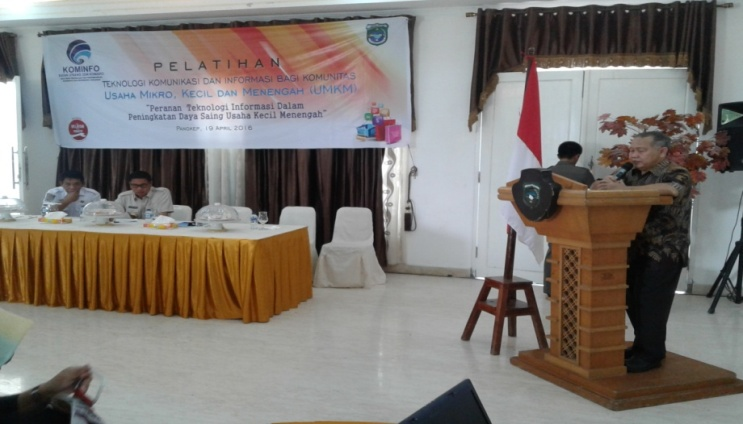 KOMINFO
PELATIHAN
TEKNOLOGI KOMUNIKASI DAN INFORMASI BAGI KOMUNITAS
USAHA MIKRO, KECIL DAN MENENGAH (UMKM)
"Peranan Teknologi Informasi Dalam
Peningkatan Daya Saing Usaha Kecil Menengah"
PANGKEP, 19 APRIL 2016